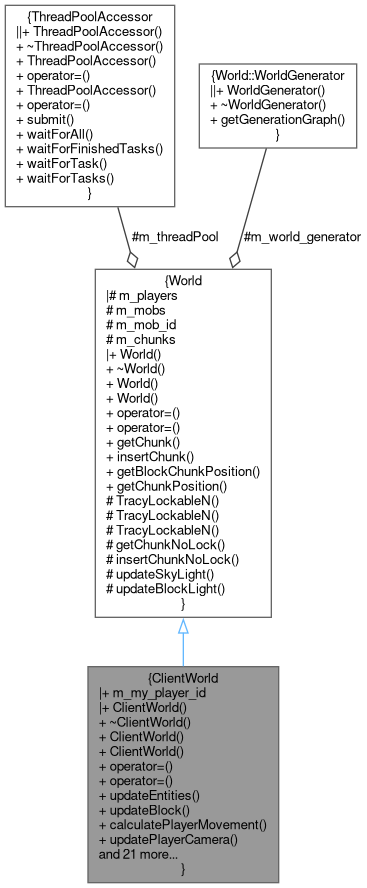 {ThreadPoolAccessor
||+ ThreadPoolAccessor()
+ ~ThreadPoolAccessor()
+ ThreadPoolAccessor()
+ operator=()
+ ThreadPoolAccessor()
+ operator=()
+ submit()
+ waitForAll()
+ waitForFinishedTasks()
+ waitForTask()
+ waitForTasks()
}
{World::WorldGenerator
||+ WorldGenerator()
+ ~WorldGenerator()
+ getGenerationGraph()
}
#m_threadPool
#m_world_generator
{World
|# m_players
# m_mobs
# m_mob_id
# m_chunks
|+ World()
+ ~World()
+ World()
+ World()
+ operator=()
+ operator=()
+ getChunk()
+ insertChunk()
+ getBlockChunkPosition()
+ getChunkPosition()
# TracyLockableN()
# TracyLockableN()
# TracyLockableN()
# getChunkNoLock()
# insertChunkNoLock()
# updateSkyLight()
# updateBlockLight()
}
{ClientWorld
|+ m_my_player_id
|+ ClientWorld()
+ ~ClientWorld()
+ ClientWorld()
+ ClientWorld()
+ operator=()
+ operator=()
+ updateEntities()
+ updateBlock()
+ calculatePlayerMovement()
+ updatePlayerCamera()
and 21 more...
}